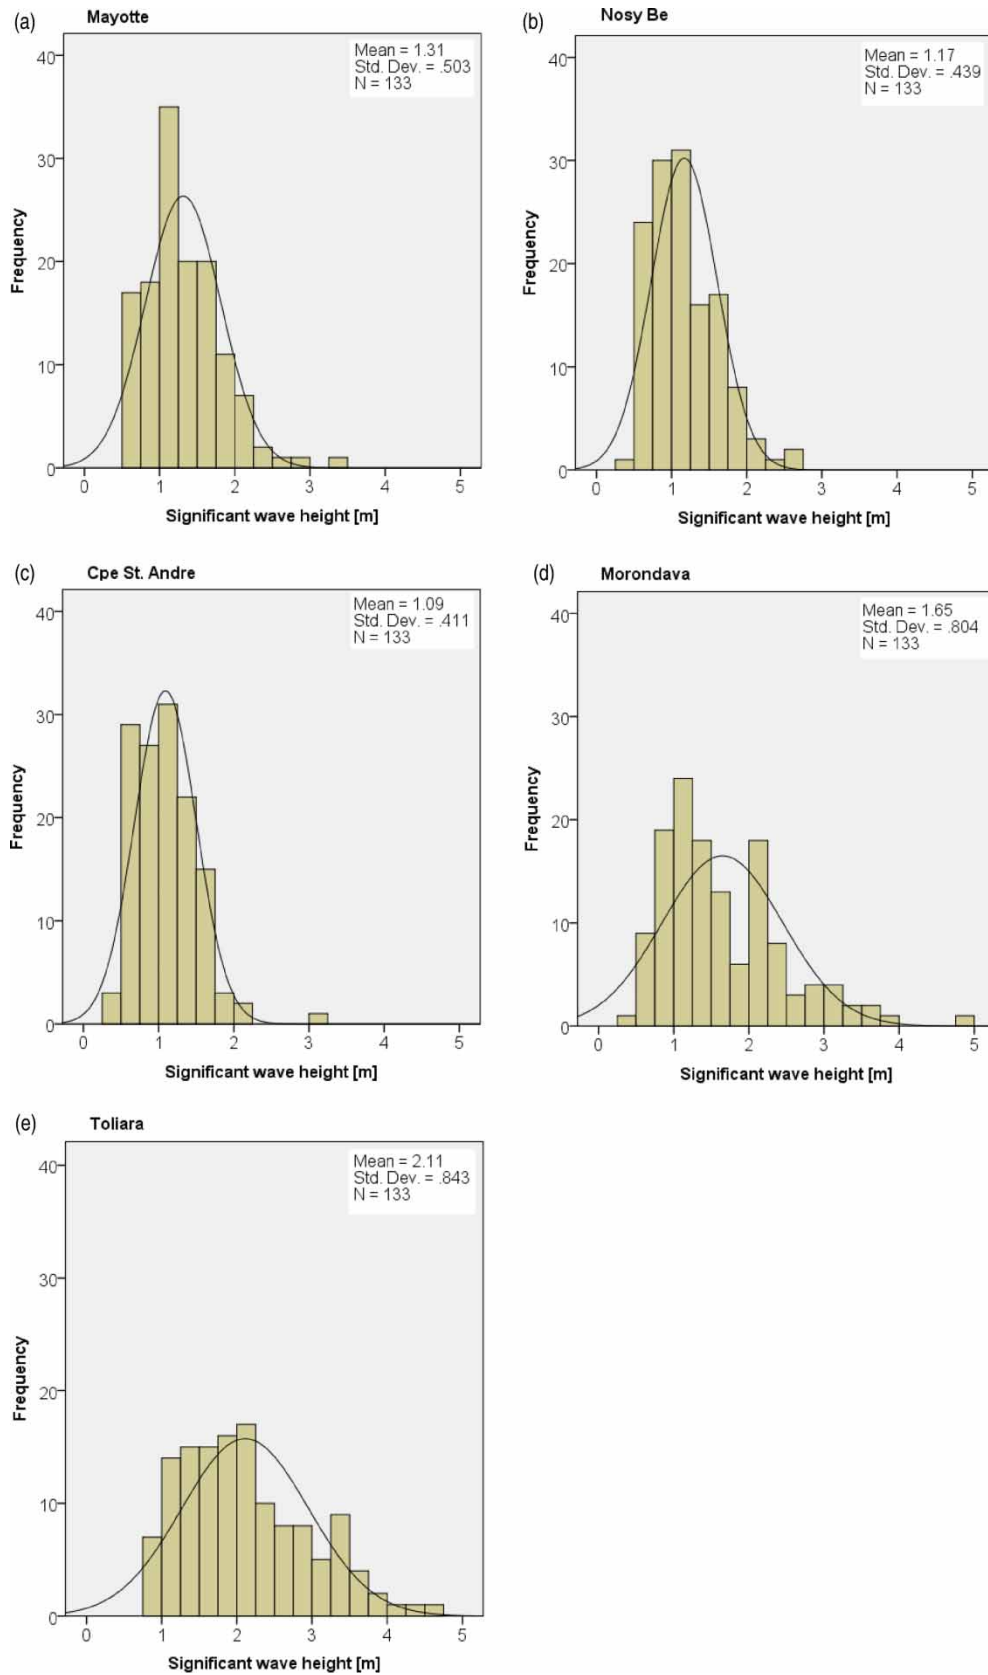 (a)
Mayotte
Mean = 1.31
Std. Dev. = .503
N = 133
40
30
20
10
0
Frequency
0 1 2 3 4 5
Significant wave height [m]
(b)
Nosy Be
Mean = 1.17
Std. Dev. = .439
N = 133
40
30
20
10
0
Frequency
0 1 2 3 4 5
Significant wave height [m]
(c)
Cpe St. Andre
Mean = 1.09
Std. Dev. = .411
N = 133
40
30
20
10
0
Frequency
0 1 2 3 4 5
Significant wave height [m]
(d)
Morondava
Mean = 1.65
Std. Dev. = .804
N = 133
40
30
20
10
0
Frequency
0 1 2 3 4 5
Significant wave height [m]
(e)
Toliara
Mean = 2.11
Std. Dev. = .843
N = 133
40
30
20
10
0
Frequency
0 1 2 3 4 5
Significant wave height [m]